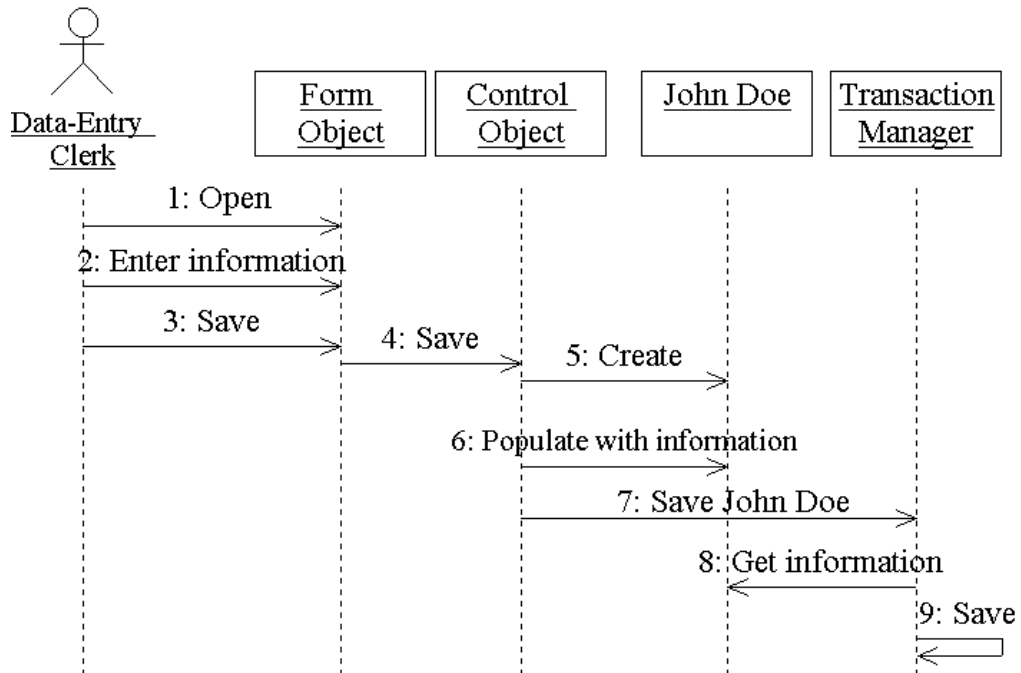 Data-Entry
Clerk
Form
Object
Control
Object
John Doe
Transaction
Manager
1: Open
2: Enter information
3: Save
4: Save
5: Create
6: Populate with information
7: Save John Doe
8: Get information
9: Save